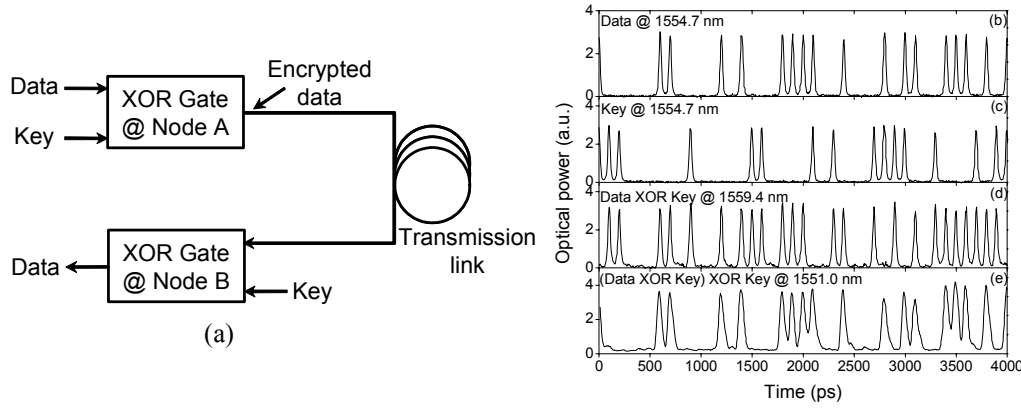 Data
Key
XOR Gate
@ Node A
Encrypted
data
Transmission
link
XOR Gate
@ Node B
Data
Key
(a)
Optical power (a.u.)
Data @ 1554.7 nm
(b)
4
2
0
Key @ 1554.7 nm
(c)
4
2
0
Data XOR Key @ 1559.4 nm
(d)
4
2
0
(Data XOR Key) XOR Key @ 1551.0 nm
(e)
4
2
0
0 500 1000 1500 2000 2500 3000 3500 4000
Time (ps)